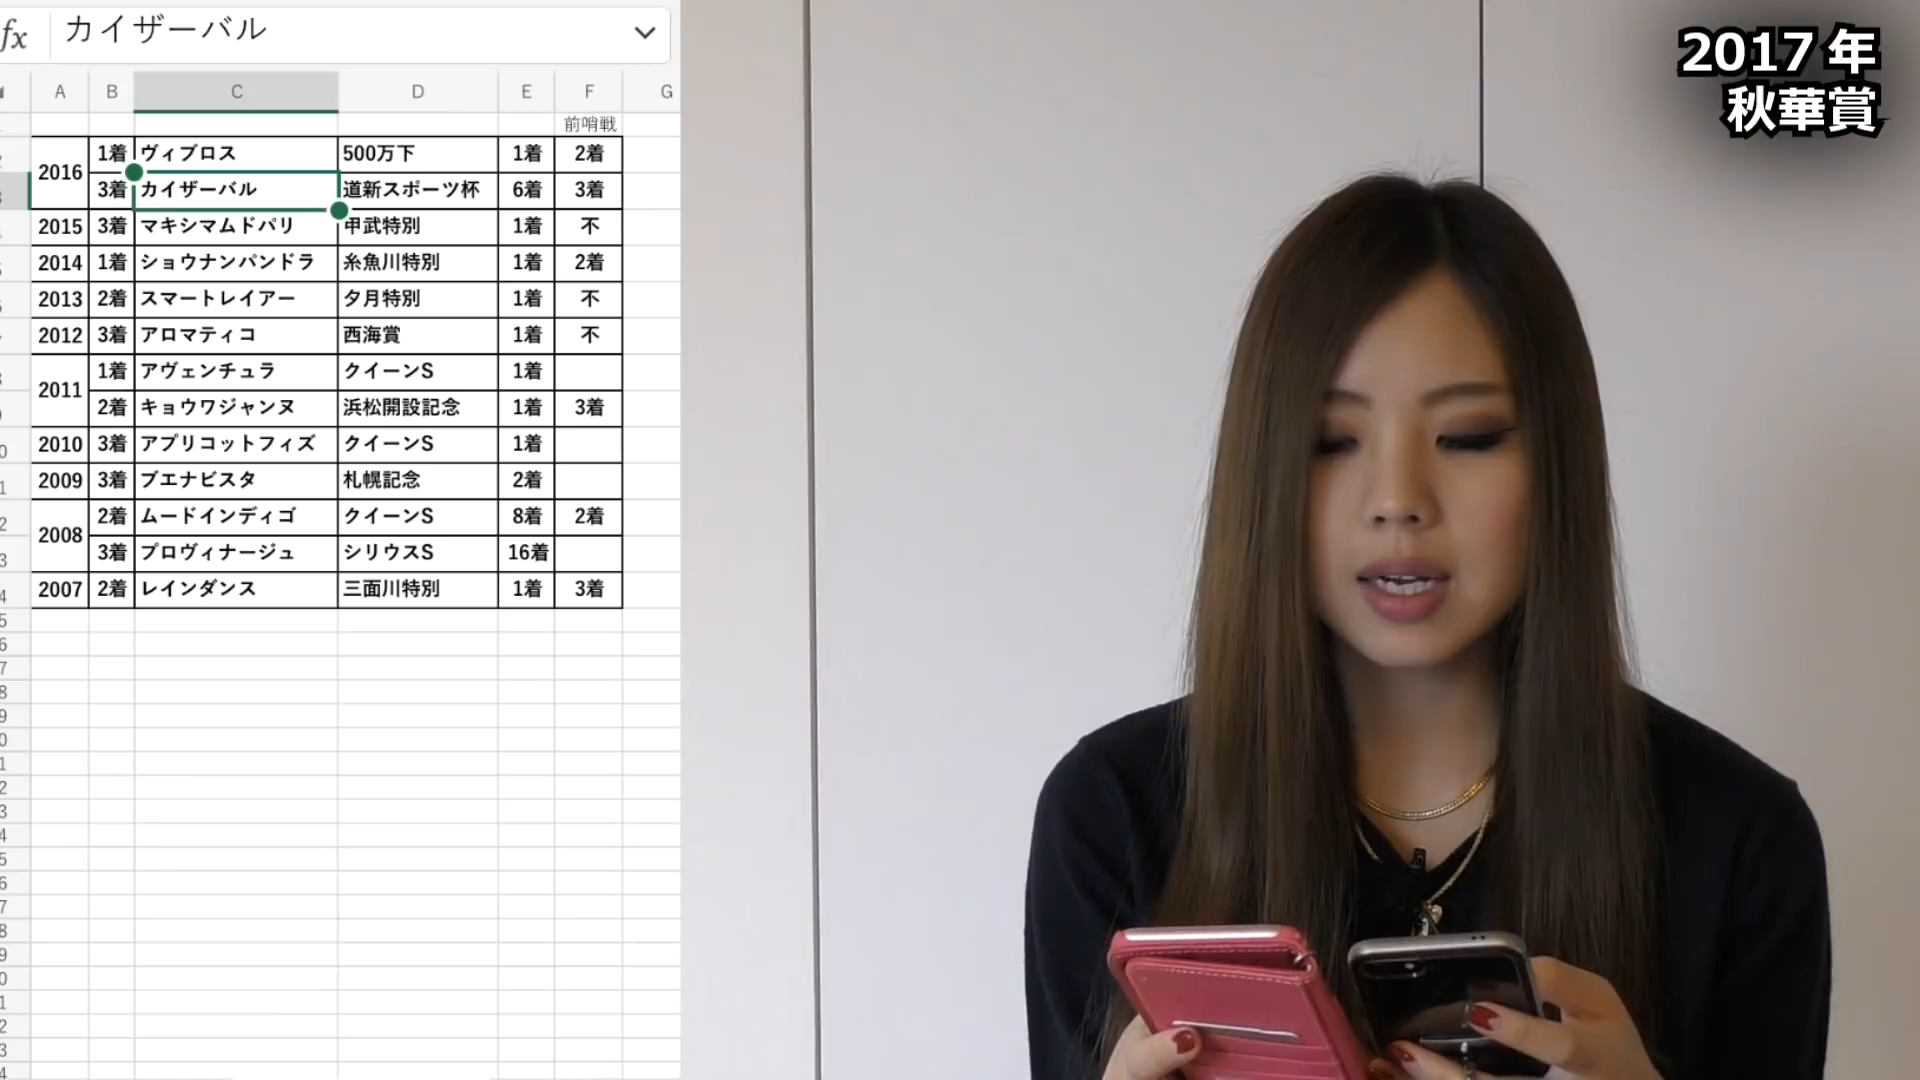 fx カイザーバル
2017年
秋華賞
A B C D E F G
前哨戦
2016 1着 ヴィブロス 500万下 1着 2着
3着 カイザーバル 道新スポーツ杯 6着 3着
2015 3着 マキシマムドパリ 甲武特別 1着 不
2014 1着 ショウナンパンドラ 糸魚川特別 1着 2着
2013 2着 スマートレイアー 夕月特別 1着 不
2012 3着 アロマティコ 西海賞 1着 不
2011 1着 アヴェンチュラ クイーンS 1着
2着 キョウワジャンヌ 浜松開設記念 1着 3着
2010 3着 アプリコットフィズ クイーンS 1着
2009 3着 ブエナビスタ 札幌記念 2着
2008 2着 ムードインディゴ クイーンS 8着 2着
3着 プロヴィナージュ シリウスS 16着
2007 2着 レインダンス 三面川特別 1着 3着